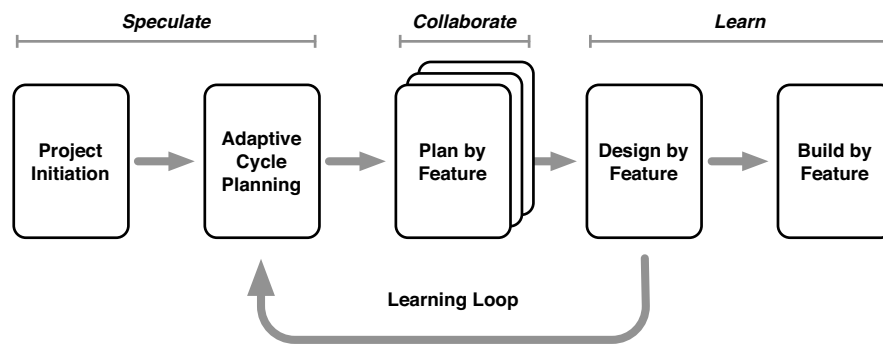 Speculate
Collaborate
Learn
Project
Initiation
Adaptive
Cycle
Planning
Plan by
Feature
Design by
Feature
Build by
Feature
Learning Loop